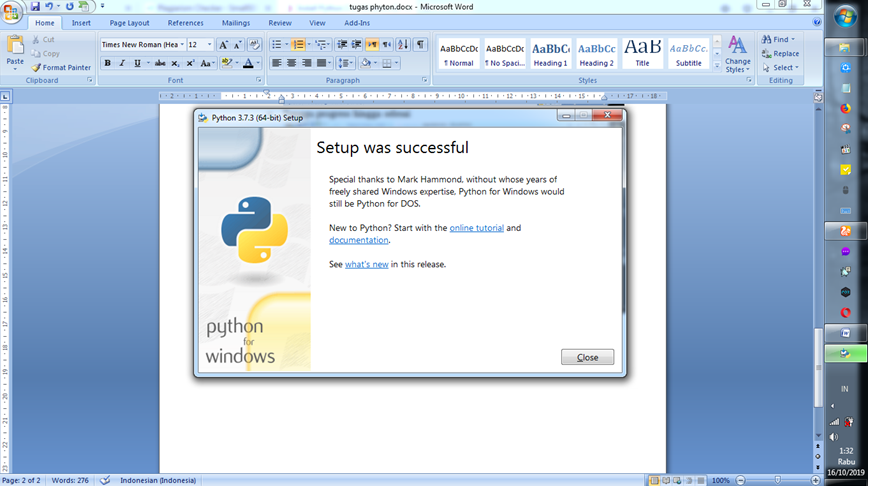 tugas phyton.docx - Microsoft Word
Home Insert Page Layout References Mailings Review View Add-Ins
Paste
Cut
Copy
Format Painter
Clipboard
Times New Roman (Hea 12
Font
Paragraph
AaBbCcDc AaBbCcDc AaBbC AaBbCc AaB AaBbCc.
¶ Normal ¶ No Spaci... Heading 1 Heading 2 Title Subtitle
Change Styles
Styles
Find
Replace
Select
Editing
Python 3.7.3 (64-bit) Setup
Setup was successful
Special thanks to Mark Hammond, without whose years of
freely shared Windows expertise, Python for Windows would
still be Python for DOS.
New to Python? Start with the online tutorial and
documentation.
See what's new in this release.
python
for
windows
Close
IN
1:32
Rabu
16/10/2019
Page: 2 of 2 Words: 276 Indonesian (Indonesia) 100%